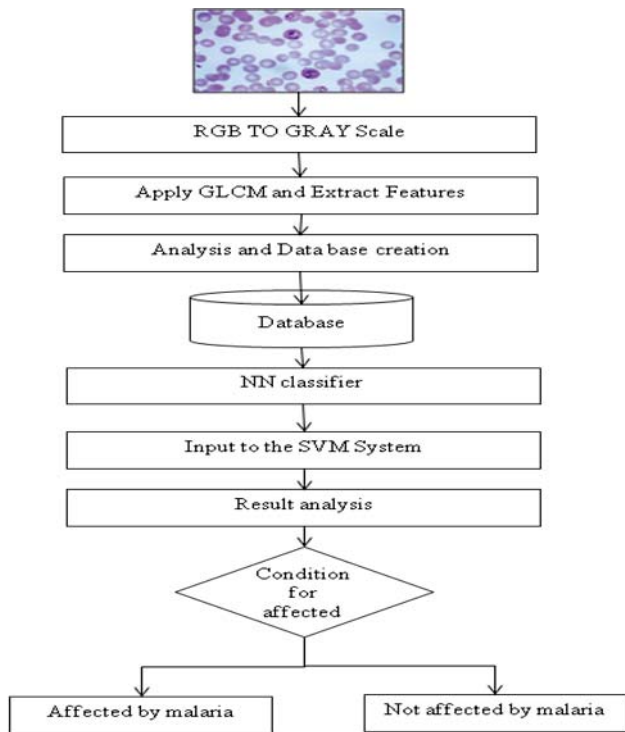 RGB TO GRAY Scale
Apply GLCM and Extract Features
Analysis and Data base creation
Database
NN classifier
Input to the SVM System
Result analysis
Condition
for
affected
Affected by malaria
Not affected by malaria